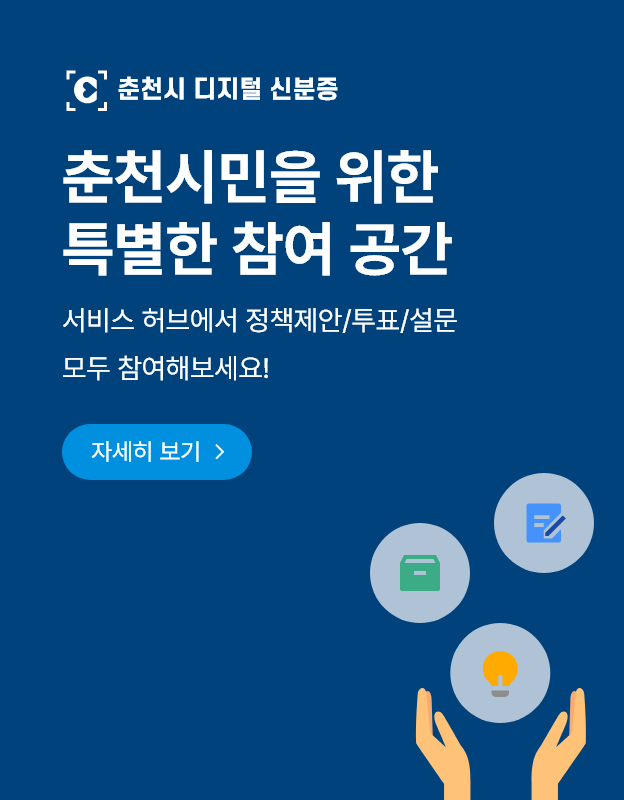 춘천시 디지털 신분증
춘천시민을 위한
특별한 참여 공간
서비스 허브에서 정책제안/투표/설문
모두 참여해보세요!
자세히 보기